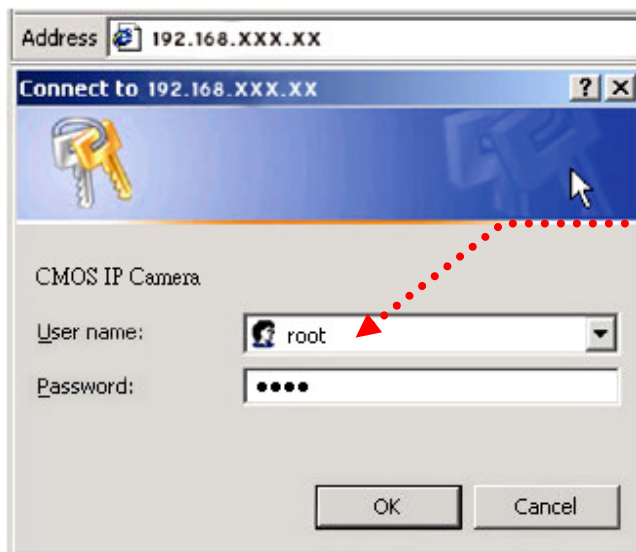 Address 192.168.XXX.XX
Connect to 192.168.XXX.XX ? X
CMOS IP Camera
User name: root
Password: ••••
OK Cancel